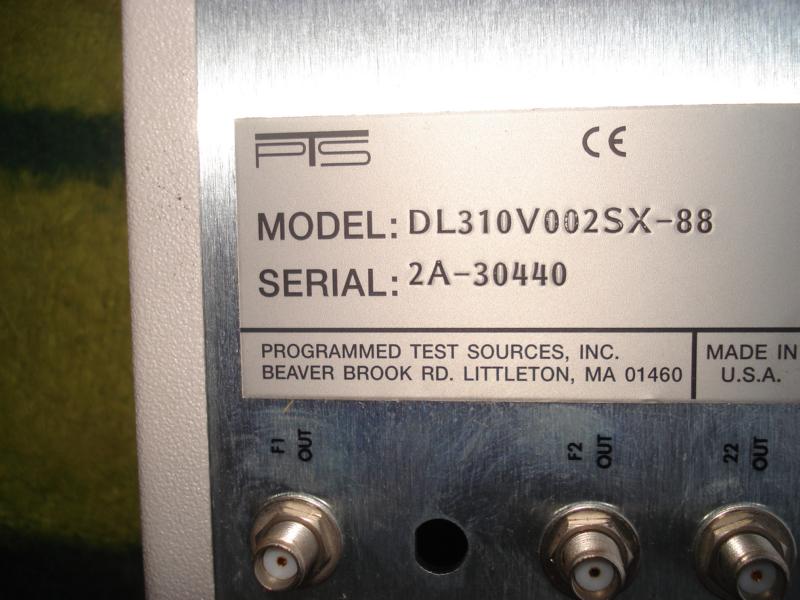 PTS CE
MODEL: DL310V002SX-88
SERIAL: 2A-30440
PROGRAMMED TEST SOURCES, INC.
BEAVER BROOK RD. LITTLETON, MA 01460
MADE IN
U.S.A.
F1
OUT
F2
OUT
22
OUT